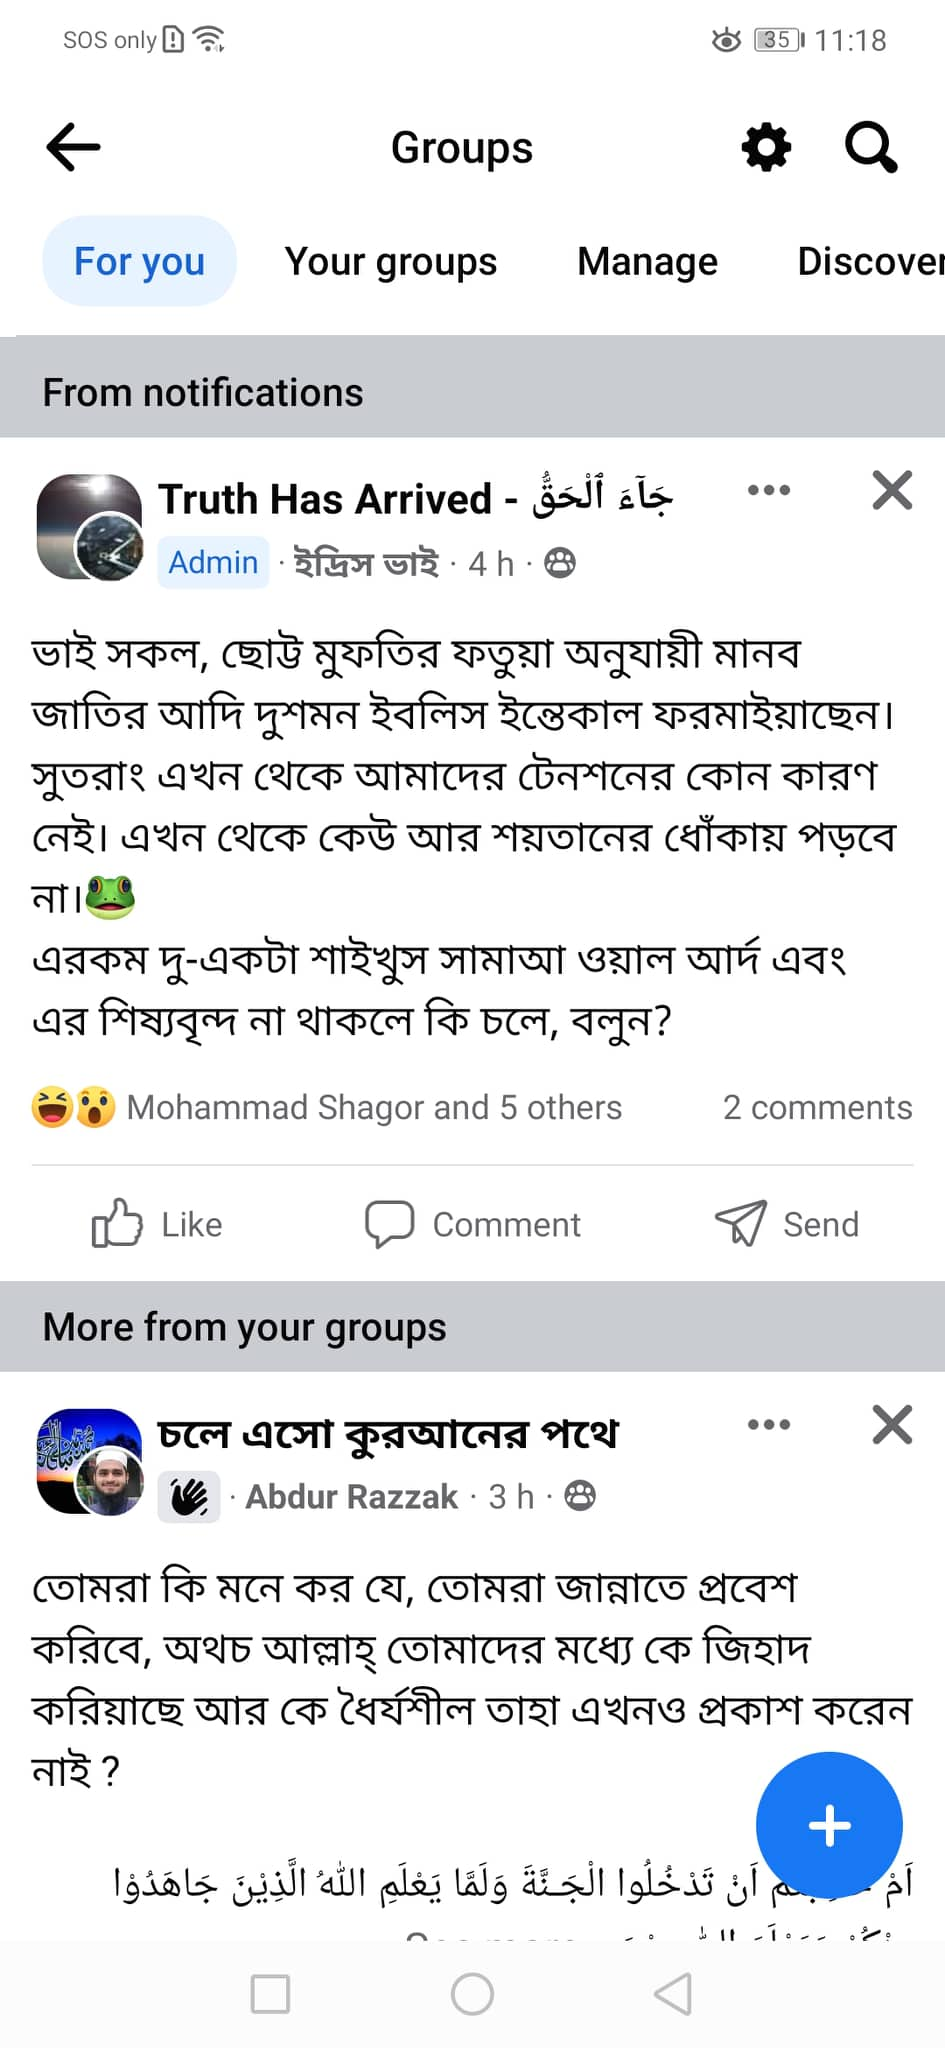 SOS only
35 11:18
Groups
For you Your groups Manage Discover
From notifications
Truth Has Arrived - جَآءَ ٱلْحَقُّ
Admin · ইদ্রিস ভাই · 4 h ·
ভাই সকল, ছোট্ট মুফতির ফতুয়া অনুযায়ী মানব
জাতির আদি দুশমন ইবলিস ইন্তেকাল ফরমাইয়াছেন।
সুতরাং এখন থেকে আমাদের টেনশনের কোন কারণ
নেই। এখন থেকে কেউ আর শয়তানের ধোঁকায় পড়বে
না।🐸
এরকম দু-একটা শাইখুস সামাআ ওয়াল আর্দ এবং
এর শিষ্যবৃন্দ না থাকলে কি চলে, বলুন?
Mohammad Shagor and 5 others 2 comments
Like Comment Send
More from your groups
চলে এসো কুরআনের পথে
· Abdur Razzak · 3 h ·
তোমরা কি মনে কর যে, তোমরা জান্নাতে প্রবেশ
করিবে, অথচ আল্লাহ্ তোমাদের মধ্যে কে জিহাদ
করিয়াছে আর কে ধৈর্যশীল তাহা এখনও প্রকাশ করেন
নাই ?
اَمْ اَنْ تَدْخُلُوا الْجَـنَّةَ وَلَمَّا يَعْلَمِ اللّٰهُ الَّذِيْنَ جَاهَدُوْا